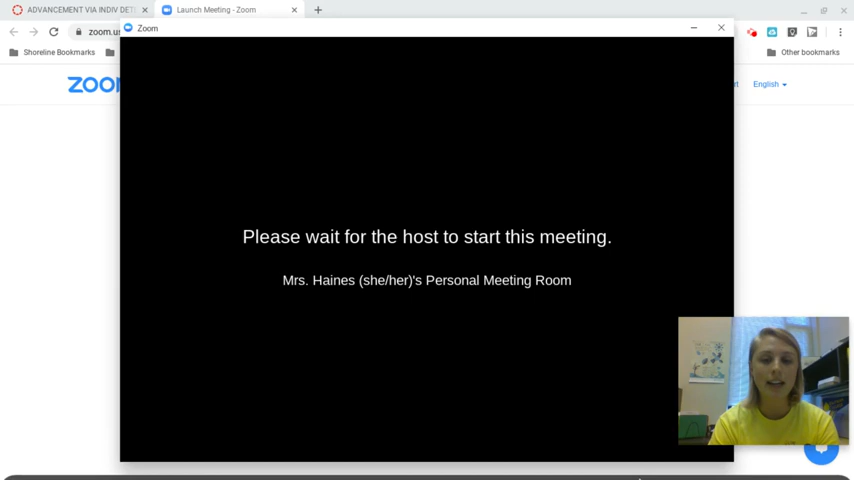 ADVANCEMENT VIA INDIV DET
Launch Meeting - Zoom
zoom.us
Shoreline Bookmarks
Other bookmarks
Zoom
zoom
rt
English
Please wait for the host to start this meeting.
Mrs. Haines (she/her)'s Personal Meeting Room